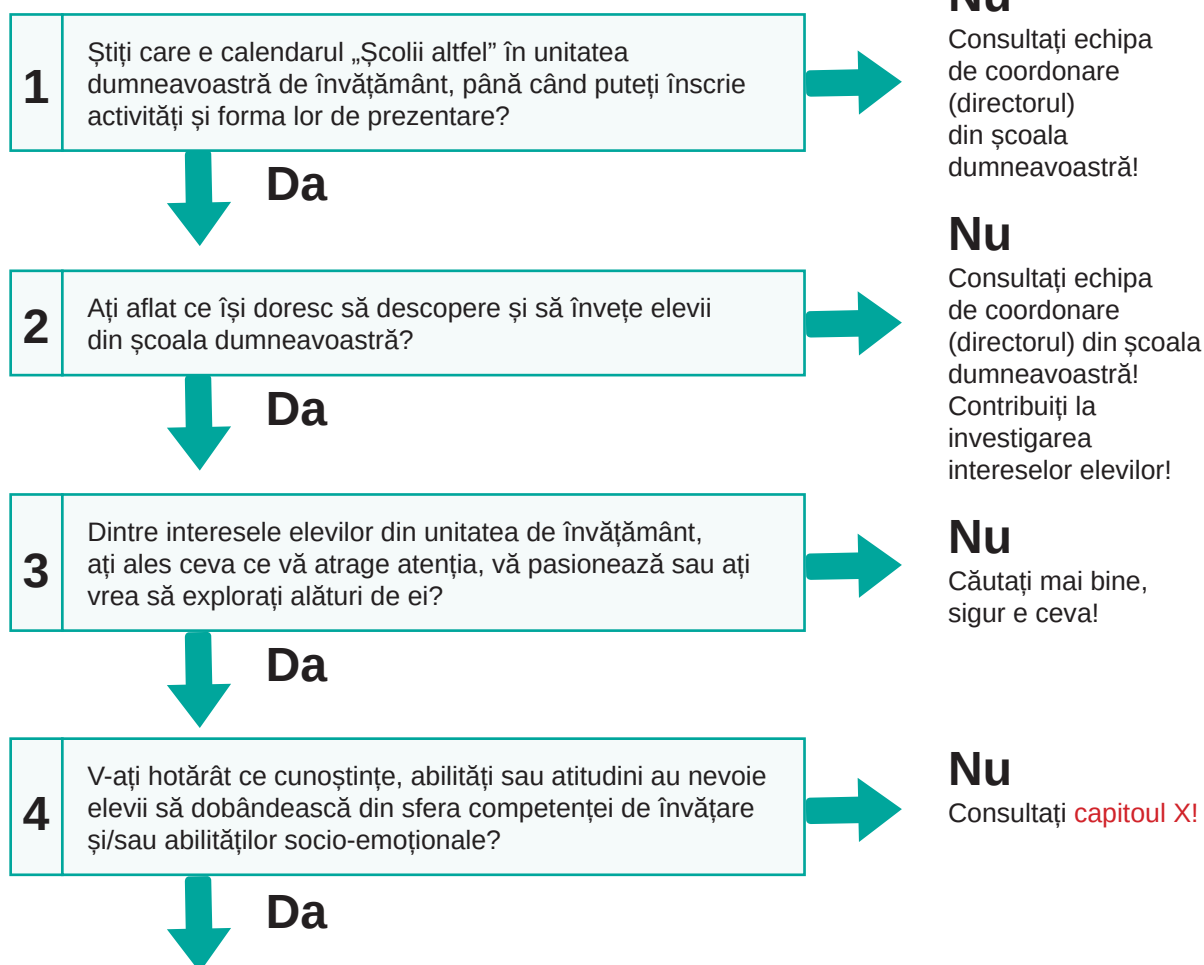 Nu
1
Știți care e calendarul „Școlii altfel” în unitatea
dumneavoastră de învățământ, până când puteți înscrie
activități și forma lor de prezentare?
Consultați echipa
de coordonare
(directorul)
din școala
dumneavoastră!
Da
2
Ați aflat ce își doresc să descopere și să învețe elevii
din școala dumneavoastră?
Nu
Consultați echipa
de coordonare
(directorul) din școala
dumneavoastră!
Contribuiți la
investigarea
intereselor elevilor!
Da
3
Dintre interesele elevilor din unitatea de învățământ,
ați ales ceva ce vă atrage atenția, vă pasionează sau ați
vrea să explorați alături de ei?
Nu
Căutați mai bine,
sigur e ceva!
Da
4
V-ați hotărât ce cunoștințe, abilități sau atitudini au nevoie
elevii să dobândească din sfera competenței de învățare
și/sau abilităților socio-emoționale?
Nu
Consultați capitoul X!
Da